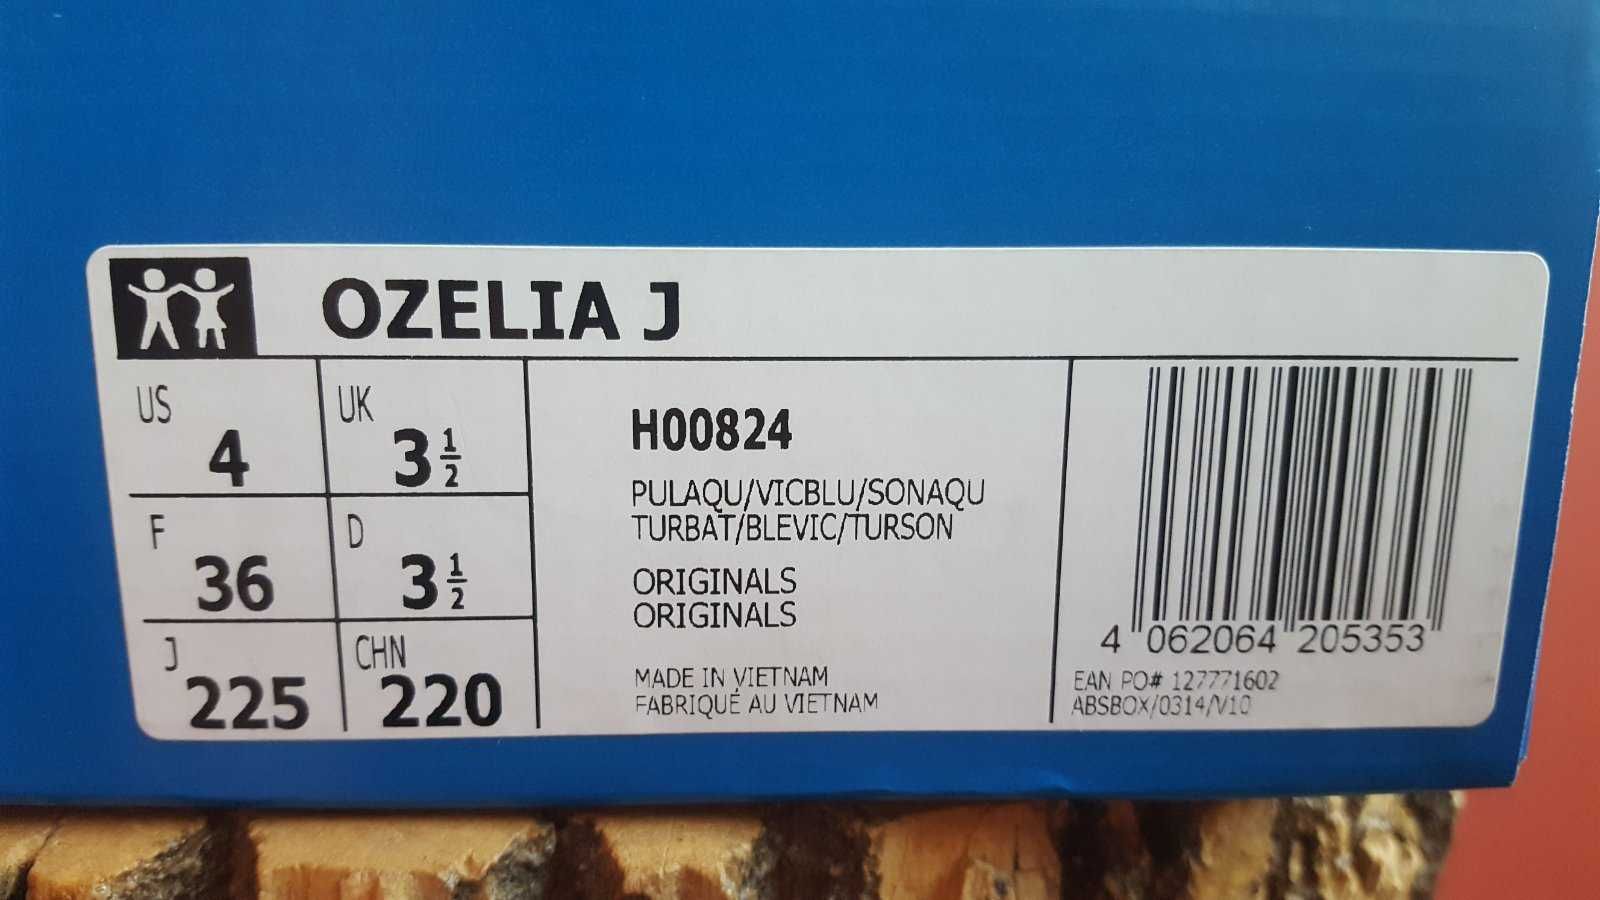 OZELIA J
US 4
UK 3 1/2
F 36
D 3 1/2
J 225
CHN 220
H00824
PULAQU/VICBLU/SONAQU
TURBAT/BLEVIC/TURSON
ORIGINALS
ORIGINALS
MADE IN VIETNAM
FABRIQUÉ AU VIETNAM
4 062064 205353
EAN PO# 127771602
ABSBOX/0314/V10